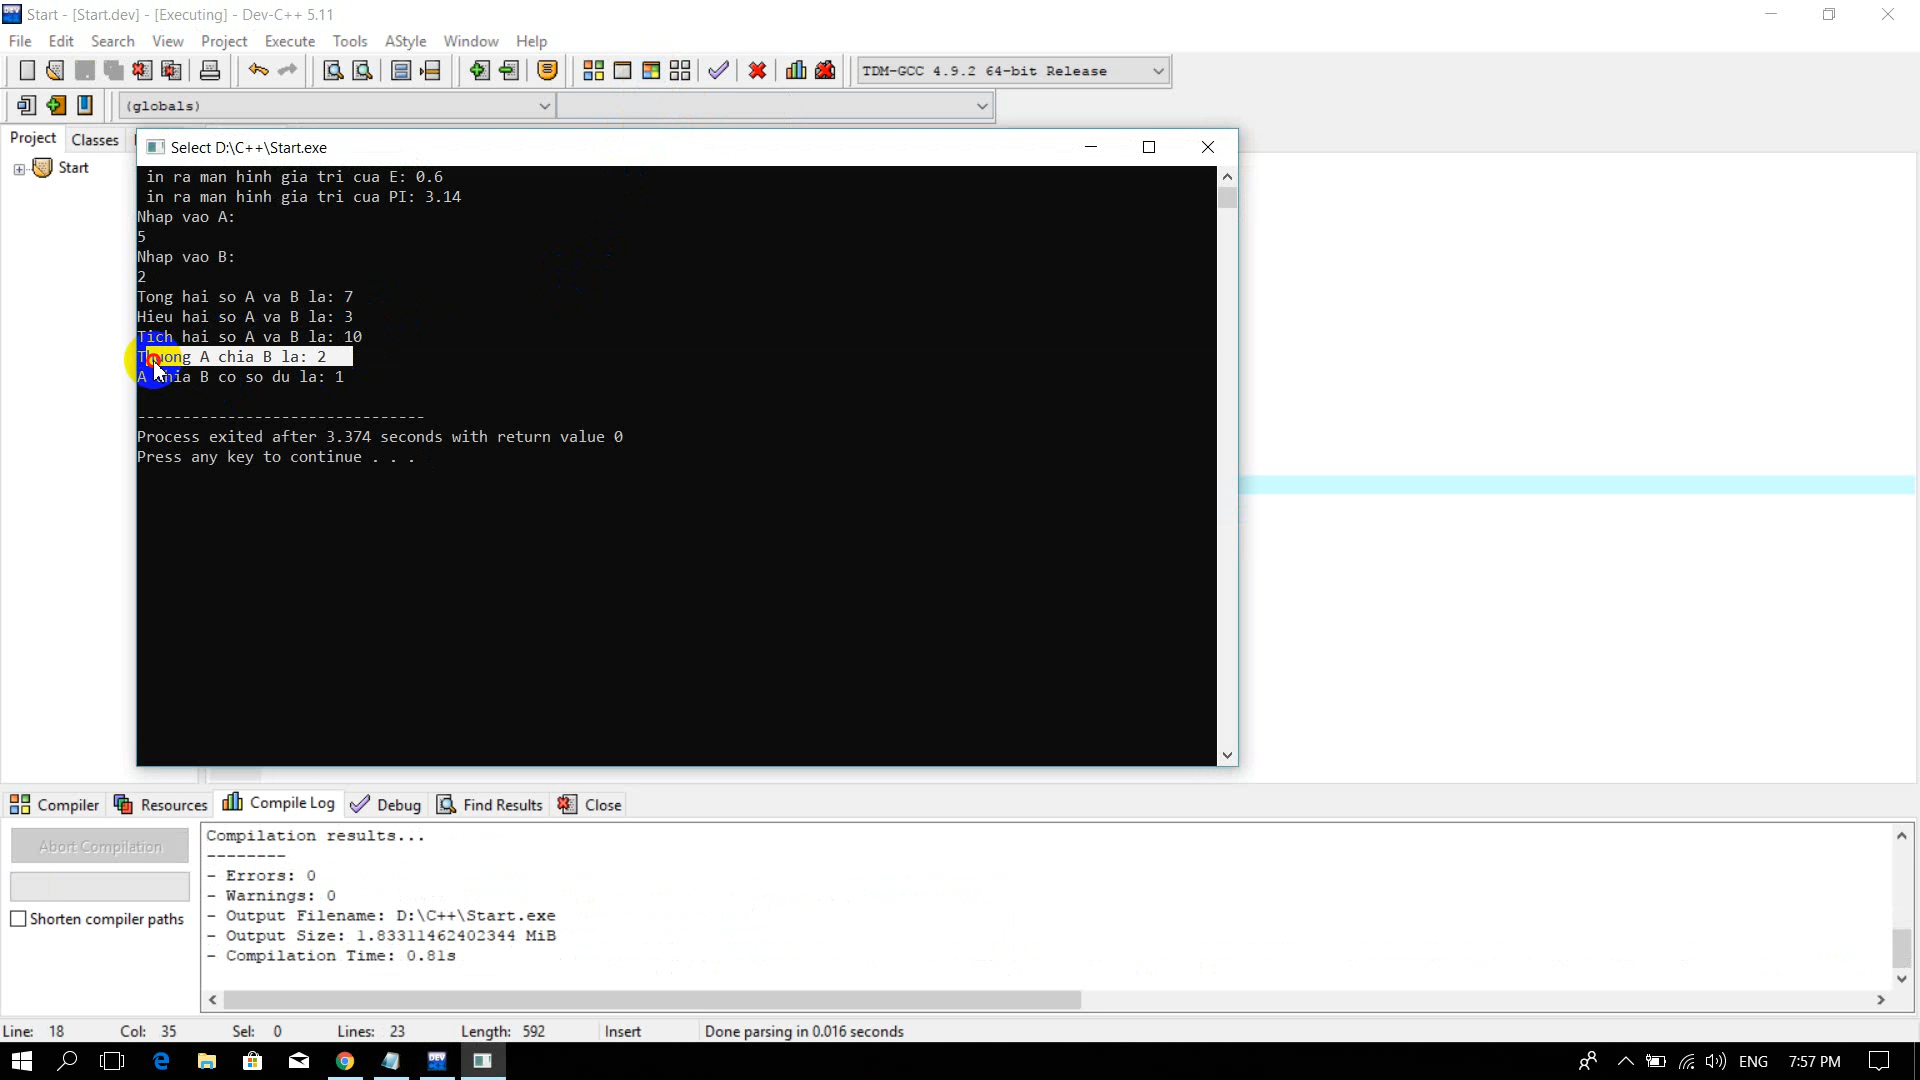 Start - [Start.dev] - [Executing] - Dev-C++ 5.11
File Edit Search View Project Execute Tools AStyle Window Help
TDM-GCC 4.9.2 64-bit Release
(globals)
Project Classes
Select D:\C++\Start.exe
Start
in ra man hinh gia tri cua E: 0.6
in ra man hinh gia tri cua PI: 3.14
Nhap vao A:
5
Nhap vao B:
2
Tong hai so A va B la: 7
Hieu hai so A va B la: 3
Tich hai so A va B la: 10
Thuong A chia B la: 2
A chia B co so du la: 1
--------------------------------
Process exited after 3.374 seconds with return value 0
Press any key to continue . . .
Compiler Resources Compile Log Debug Find Results Close
Abort Compilation
Shorten compiler paths
Compilation results...
--------
- Errors: 0
- Warnings: 0
- Output Filename: D:\C++\Start.exe
- Output Size: 1.83311462402344 MiB
- Compilation Time: 0.81s
Line: 18 Col: 35 Sel: 0 Lines: 23 Length: 592 Insert Done parsing in 0.016 seconds
DEV
ENG 7:57 PM